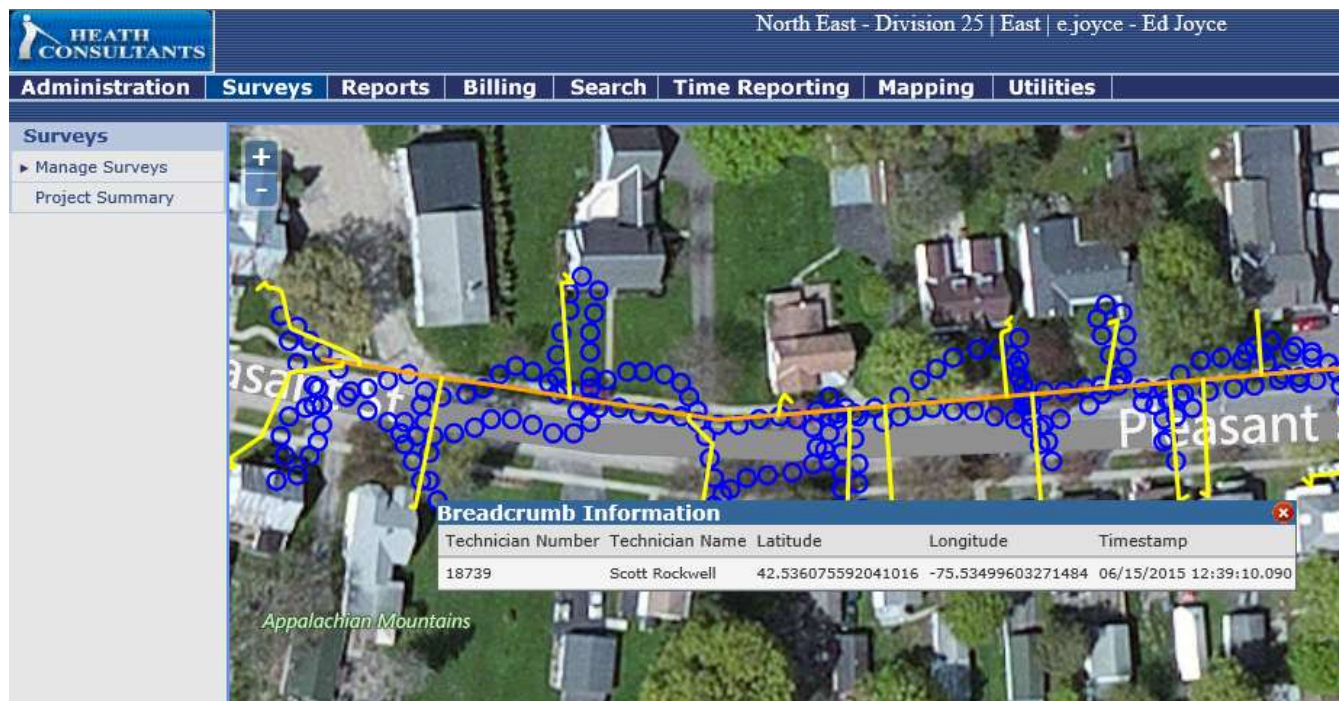 HEATH
CONSULTANTS
North East - Division 25 | East | e.joyce - Ed Joyce
Administration Surveys Reports Billing Search Time Reporting Mapping Utilities
Surveys
Manage Surveys
Project Summary
+
-
asant St
Pleasant
Breadcrumb Information
Technician Number Technician Name Latitude Longitude Timestamp
18739 Scott Rockwell 42.536075592041016 -75.53499603271484 06/15/2015 12:39:10.090
Appalachian Mountains